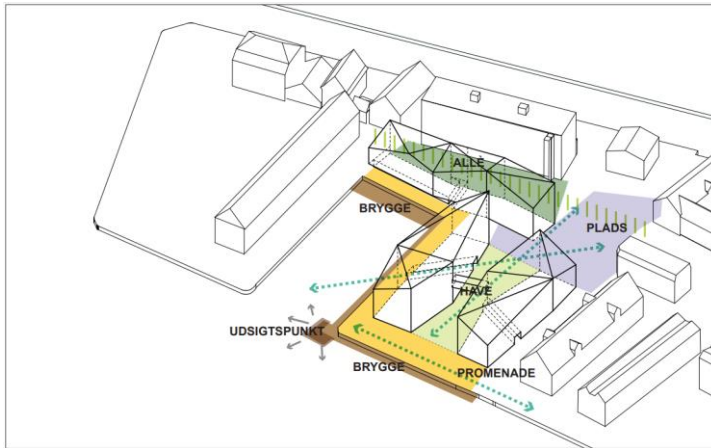 ALLÉ
BRYGGE
PLADS
HAVE
UDSIGTSPUNKT
BRYGGE
PROMENADE